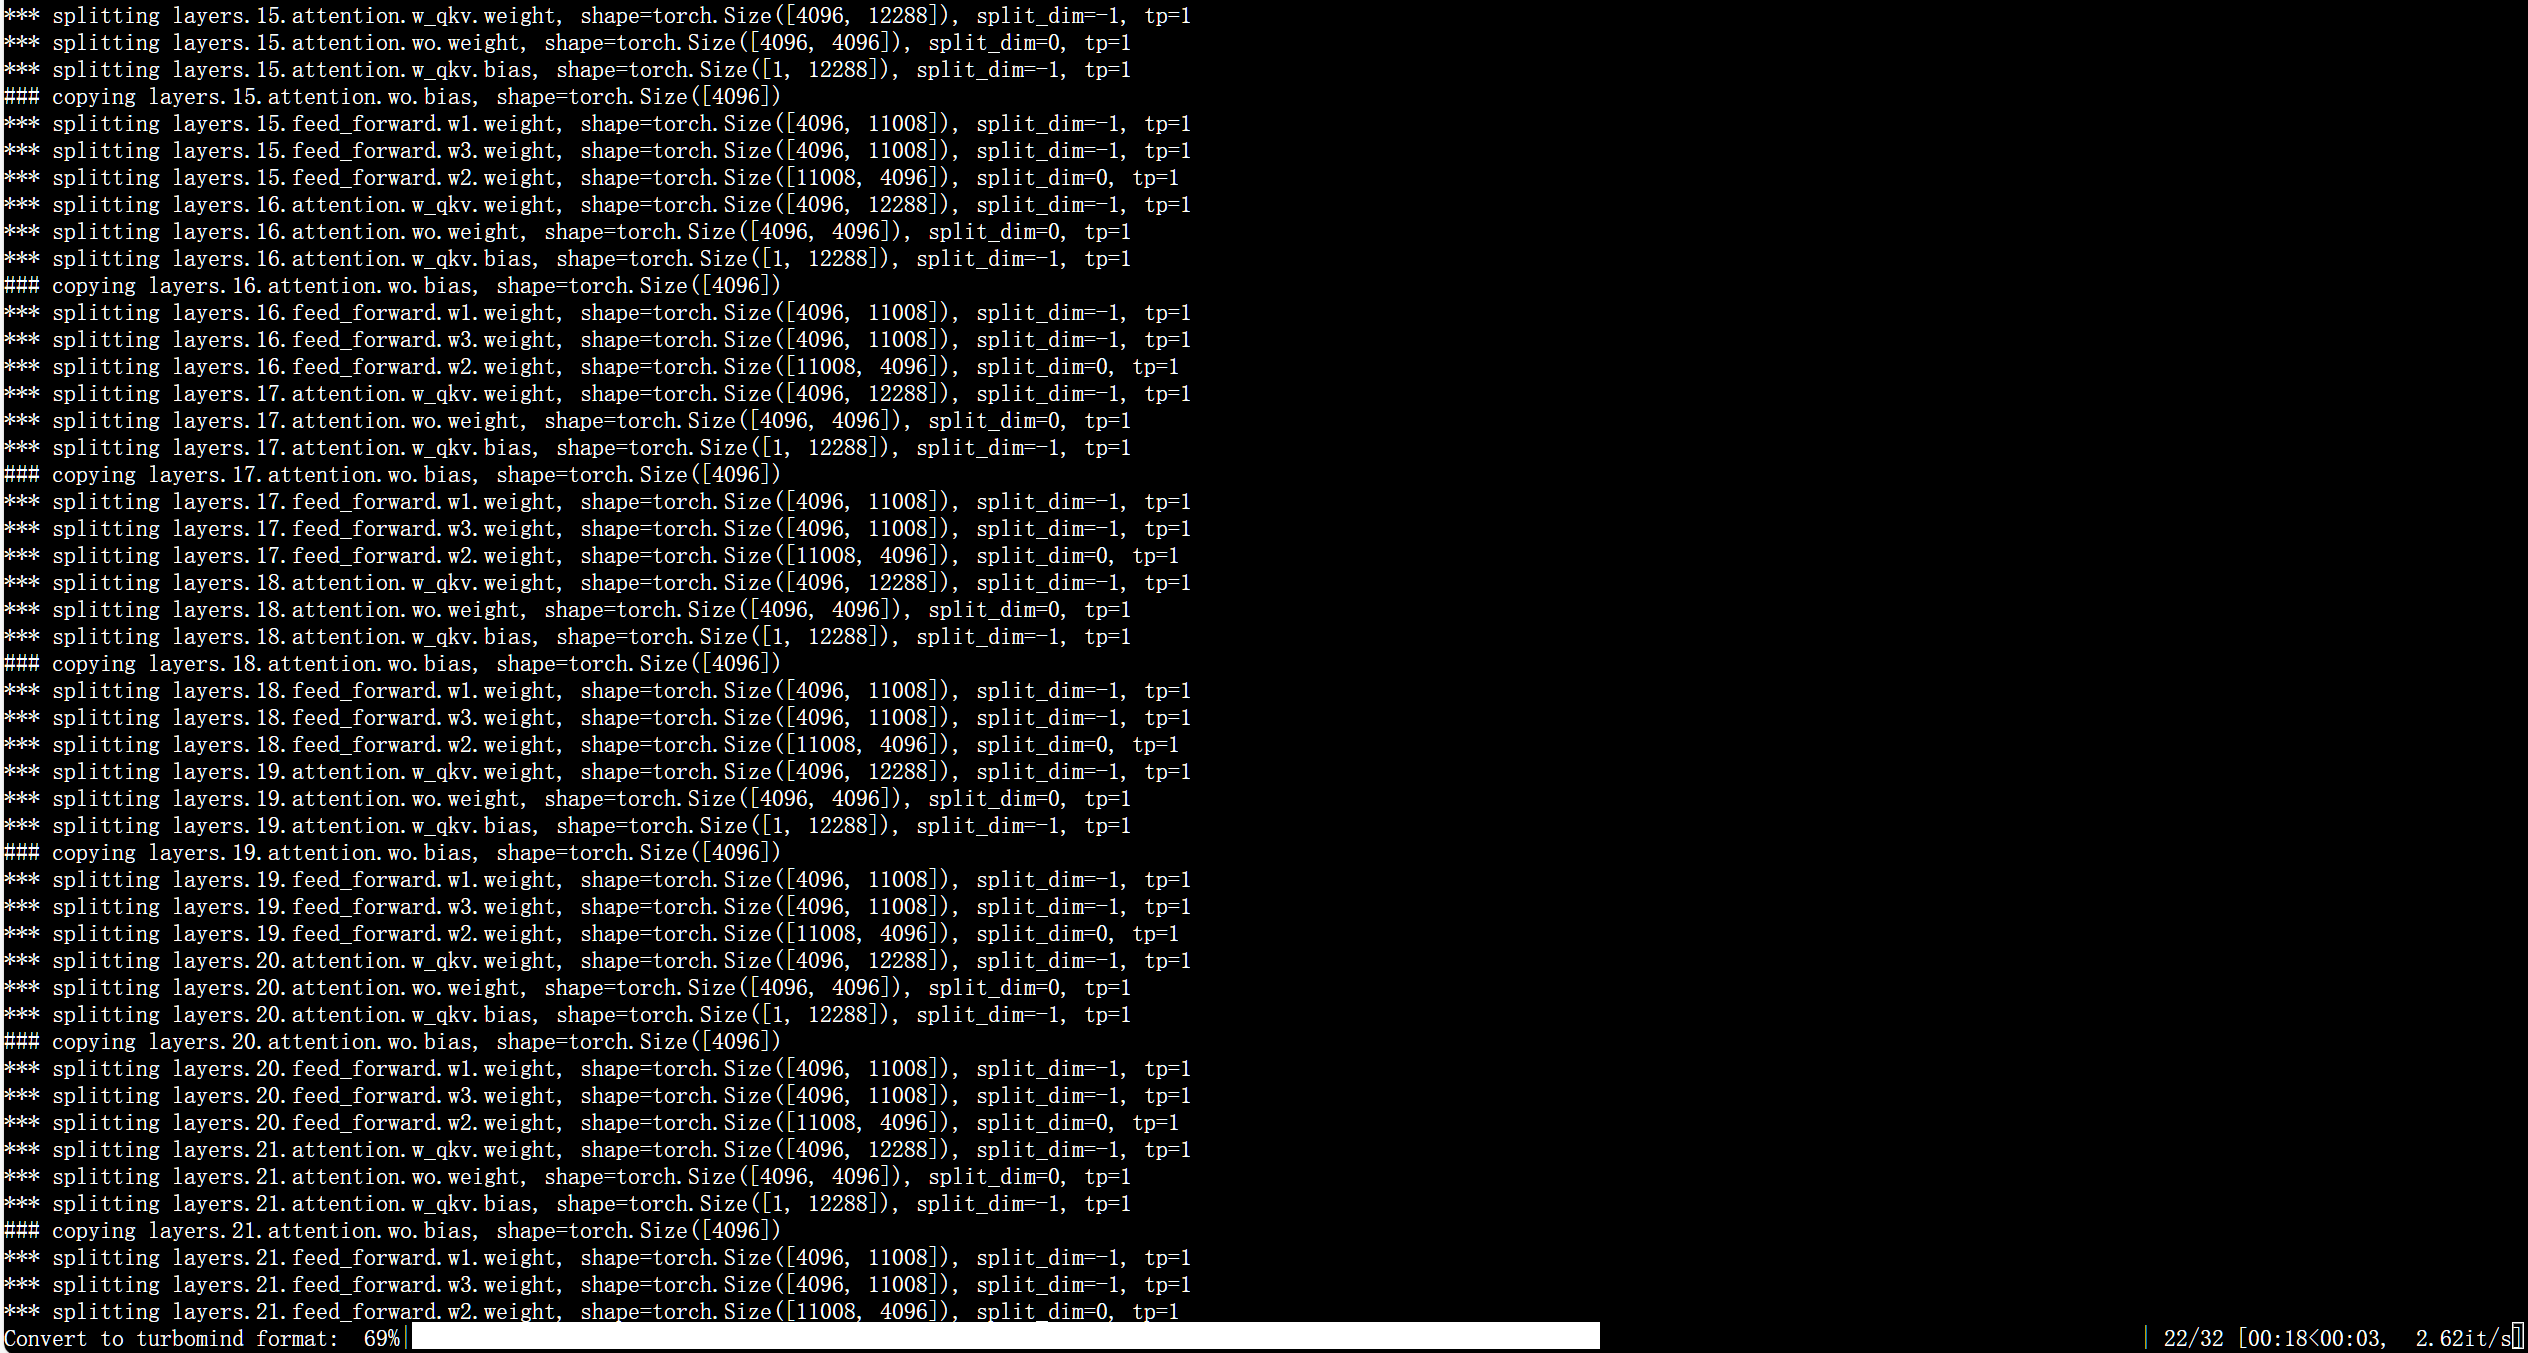 *** splitting layers.15.attention.w_qkv.weight, shape=torch.Size([4096, 12288]), split_dim=-1, tp=1
*** splitting layers.15.attention.wo.weight, shape=torch.Size([4096, 4096]), split_dim=0, tp=1
*** splitting layers.15.attention.w_qkv.bias, shape=torch.Size([1, 12288]), split_dim=-1, tp=1
### copying layers.15.attention.wo.bias, shape=torch.Size([4096])
*** splitting layers.15.feed_forward.w1.weight, shape=torch.Size([4096, 11008]), split_dim=-1, tp=1
*** splitting layers.15.feed_forward.w3.weight, shape=torch.Size([4096, 11008]), split_dim=-1, tp=1
*** splitting layers.15.feed_forward.w2.weight, shape=torch.Size([11008, 4096]), split_dim=0, tp=1
*** splitting layers.16.attention.w_qkv.weight, shape=torch.Size([4096, 12288]), split_dim=-1, tp=1
*** splitting layers.16.attention.wo.weight, shape=torch.Size([4096, 4096]), split_dim=0, tp=1
*** splitting layers.16.attention.w_qkv.bias, shape=torch.Size([1, 12288]), split_dim=-1, tp=1
### copying layers.16.attention.wo.bias, shape=torch.Size([4096])
*** splitting layers.16.feed_forward.w1.weight, shape=torch.Size([4096, 11008]), split_dim=-1, tp=1
*** splitting layers.16.feed_forward.w3.weight, shape=torch.Size([4096, 11008]), split_dim=-1, tp=1
*** splitting layers.16.feed_forward.w2.weight, shape=torch.Size([11008, 4096]), split_dim=0, tp=1
*** splitting layers.17.attention.w_qkv.weight, shape=torch.Size([4096, 12288]), split_dim=-1, tp=1
*** splitting layers.17.attention.wo.weight, shape=torch.Size([4096, 4096]), split_dim=0, tp=1
*** splitting layers.17.attention.w_qkv.bias, shape=torch.Size([1, 12288]), split_dim=-1, tp=1
### copying layers.17.attention.wo.bias, shape=torch.Size([4096])
*** splitting layers.17.feed_forward.w1.weight, shape=torch.Size([4096, 11008]), split_dim=-1, tp=1
*** splitting layers.17.feed_forward.w3.weight, shape=torch.Size([4096, 11008]), split_dim=-1, tp=1
*** splitting layers.17.feed_forward.w2.weight, shape=torch.Size([11008, 4096]), split_dim=0, tp=1
*** splitting layers.18.attention.w_qkv.weight, shape=torch.Size([4096, 12288]), split_dim=-1, tp=1
*** splitting layers.18.attention.wo.weight, shape=torch.Size([4096, 4096]), split_dim=0, tp=1
*** splitting layers.18.attention.w_qkv.bias, shape=torch.Size([1, 12288]), split_dim=-1, tp=1
### copying layers.18.attention.wo.bias, shape=torch.Size([4096])
*** splitting layers.18.feed_forward.w1.weight, shape=torch.Size([4096, 11008]), split_dim=-1, tp=1
*** splitting layers.18.feed_forward.w3.weight, shape=torch.Size([4096, 11008]), split_dim=-1, tp=1
*** splitting layers.18.feed_forward.w2.weight, shape=torch.Size([11008, 4096]), split_dim=0, tp=1
*** splitting layers.19.attention.w_qkv.weight, shape=torch.Size([4096, 12288]), split_dim=-1, tp=1
*** splitting layers.19.attention.wo.weight, shape=torch.Size([4096, 4096]), split_dim=0, tp=1
*** splitting layers.19.attention.w_qkv.bias, shape=torch.Size([1, 12288]), split_dim=-1, tp=1
### copying layers.19.attention.wo.bias, shape=torch.Size([4096])
*** splitting layers.19.feed_forward.w1.weight, shape=torch.Size([4096, 11008]), split_dim=-1, tp=1
*** splitting layers.19.feed_forward.w3.weight, shape=torch.Size([4096, 11008]), split_dim=-1, tp=1
*** splitting layers.19.feed_forward.w2.weight, shape=torch.Size([11008, 4096]), split_dim=0, tp=1
*** splitting layers.20.attention.w_qkv.weight, shape=torch.Size([4096, 12288]), split_dim=-1, tp=1
*** splitting layers.20.attention.wo.weight, shape=torch.Size([4096, 4096]), split_dim=0, tp=1
*** splitting layers.20.attention.w_qkv.bias, shape=torch.Size([1, 12288]), split_dim=-1, tp=1
### copying layers.20.attention.wo.bias, shape=torch.Size([4096])
*** splitting layers.20.feed_forward.w1.weight, shape=torch.Size([4096, 11008]), split_dim=-1, tp=1
*** splitting layers.20.feed_forward.w3.weight, shape=torch.Size([4096, 11008]), split_dim=-1, tp=1
*** splitting layers.20.feed_forward.w2.weight, shape=torch.Size([11008, 4096]), split_dim=0, tp=1
*** splitting layers.21.attention.w_qkv.weight, shape=torch.Size([4096, 12288]), split_dim=-1, tp=1
*** splitting layers.21.attention.wo.weight, shape=torch.Size([4096, 4096]), split_dim=0, tp=1
*** splitting layers.21.attention.w_qkv.bias, shape=torch.Size([1, 12288]), split_dim=-1, tp=1
### copying layers.21.attention.wo.bias, shape=torch.Size([4096])
*** splitting layers.21.feed_forward.w1.weight, shape=torch.Size([4096, 11008]), split_dim=-1, tp=1
*** splitting layers.21.feed_forward.w3.weight, shape=torch.Size([4096, 11008]), split_dim=-1, tp=1
*** splitting layers.21.feed_forward.w2.weight, shape=torch.Size([11008, 4096]), split_dim=0, tp=1
Convert to turbomind format:  69%| | 22/32 [00:18<00:03,  2.62it/s]